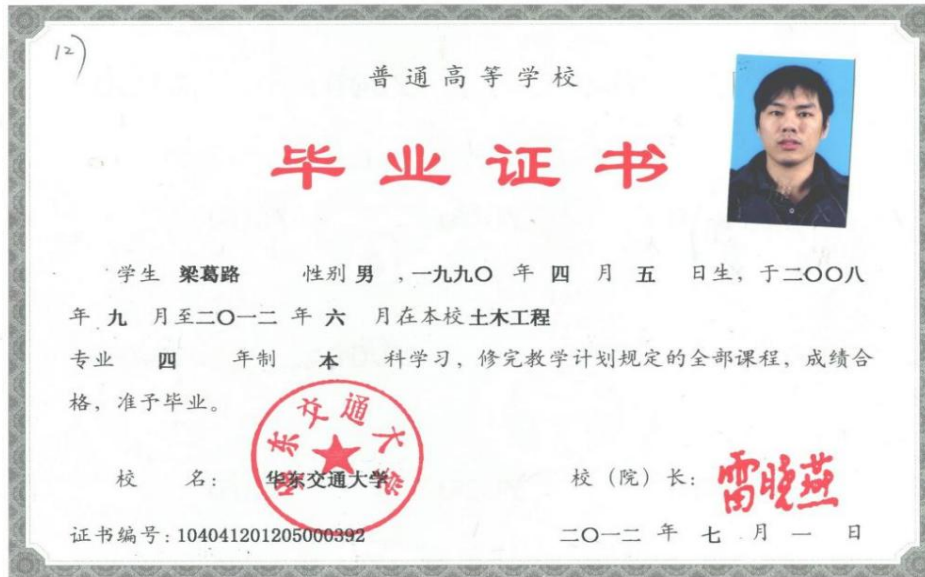 12)
普通高等学校
毕业证书
学生 梁葛路 性别 男 ，一九九〇 年 四 月 五 日生，于二〇〇八
年 九 月至二〇一二 年 六 月在本校 土木工程
专业 四 年制 本 科学习，修完教学计划规定的全部课程，成绩合
格，准予毕业。
华东交通大学
校 名： 华东交通大学 校（院）长： 雷晓燕
证书编号：104041201205000392 二〇一二 年 七 月 一 日